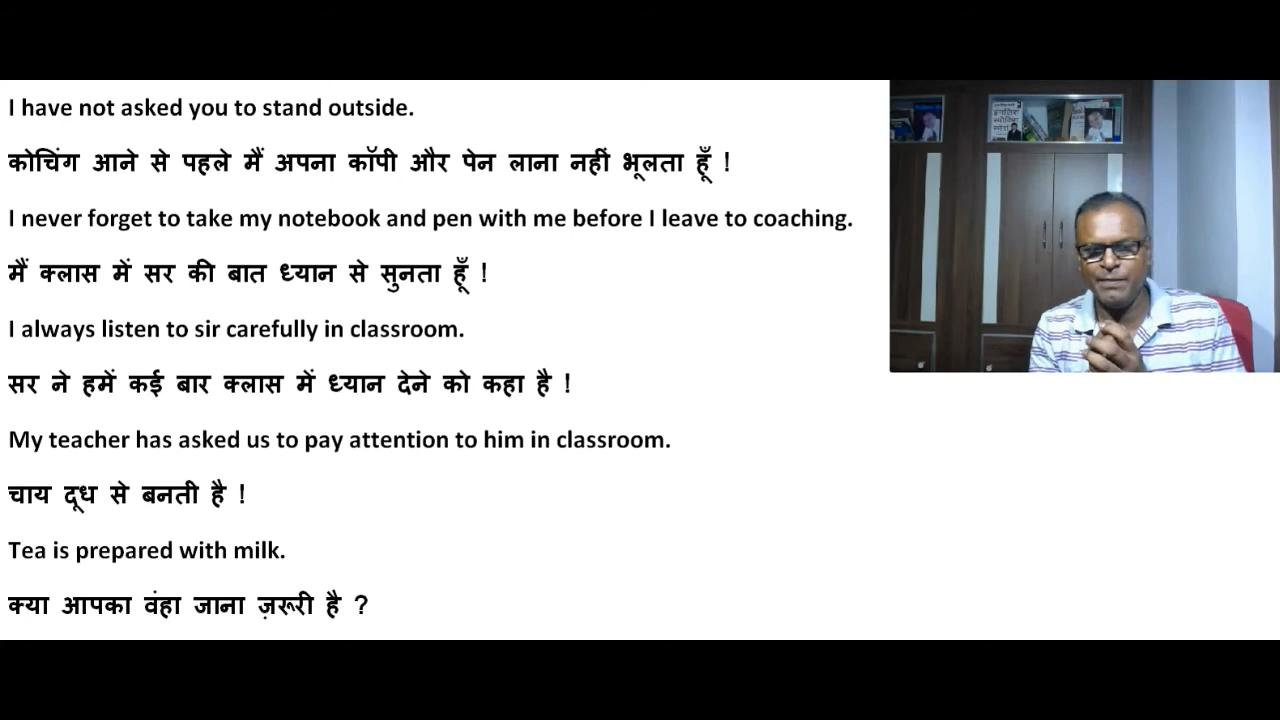 I have not asked you to stand outside.
कोचिंग आने से पहले मैं अपना कॉपी और पेन लाना नहीं भूलता हूँ !
I never forget to take my notebook and pen with me before I leave to coaching.
मैं क्लास में सर की बात ध्यान से सुनता हूँ !
I always listen to sir carefully in classroom.
सर ने हमें कई बार क्लास में ध्यान देने को कहा है !
My teacher has asked us to pay attention to him in classroom.
चाय दूध से बनती है !
Tea is prepared with milk.
क्या आपका वंहा जाना ज़रूरी है ?